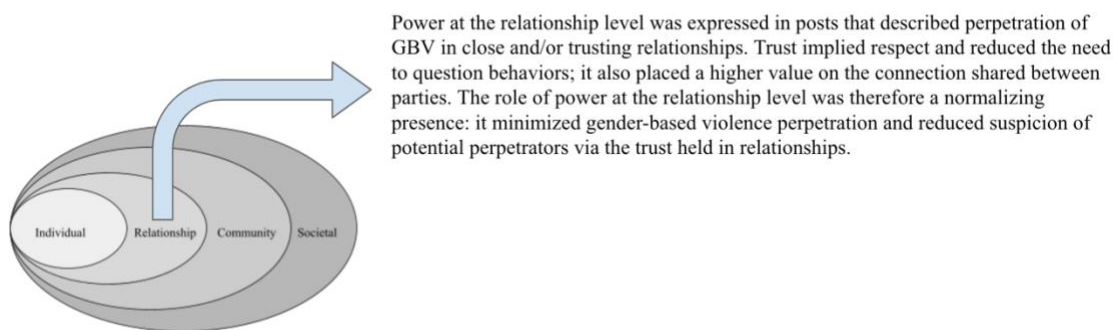 Power at the relationship level was expressed in posts that described perpetration of
GBV in close and/or trusting relationships. Trust implied respect and reduced the need
to question behaviors; it also placed a higher value on the connection shared between
parties. The role of power at the relationship level was therefore a normalizing
presence: it minimized gender-based violence perpetration and reduced suspicion of
potential perpetrators via the trust held in relationships.
Individual Relationship Community Societal